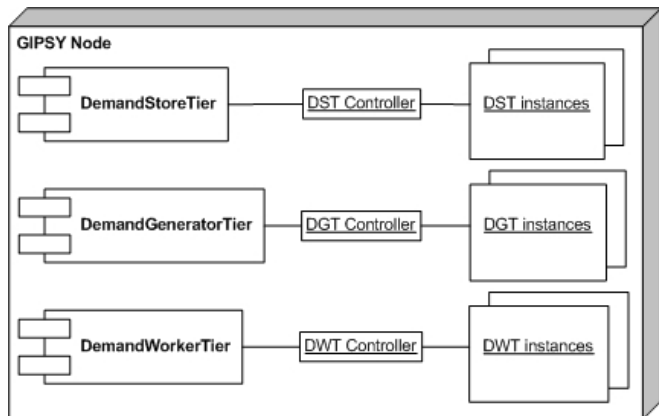 GIPSY Node
DemandStoreTier
DST Controller
DST instances
DemandGeneratorTier
DGT Controller
DGT instances
DemandWorkerTier
DWT Controller
DWT instances